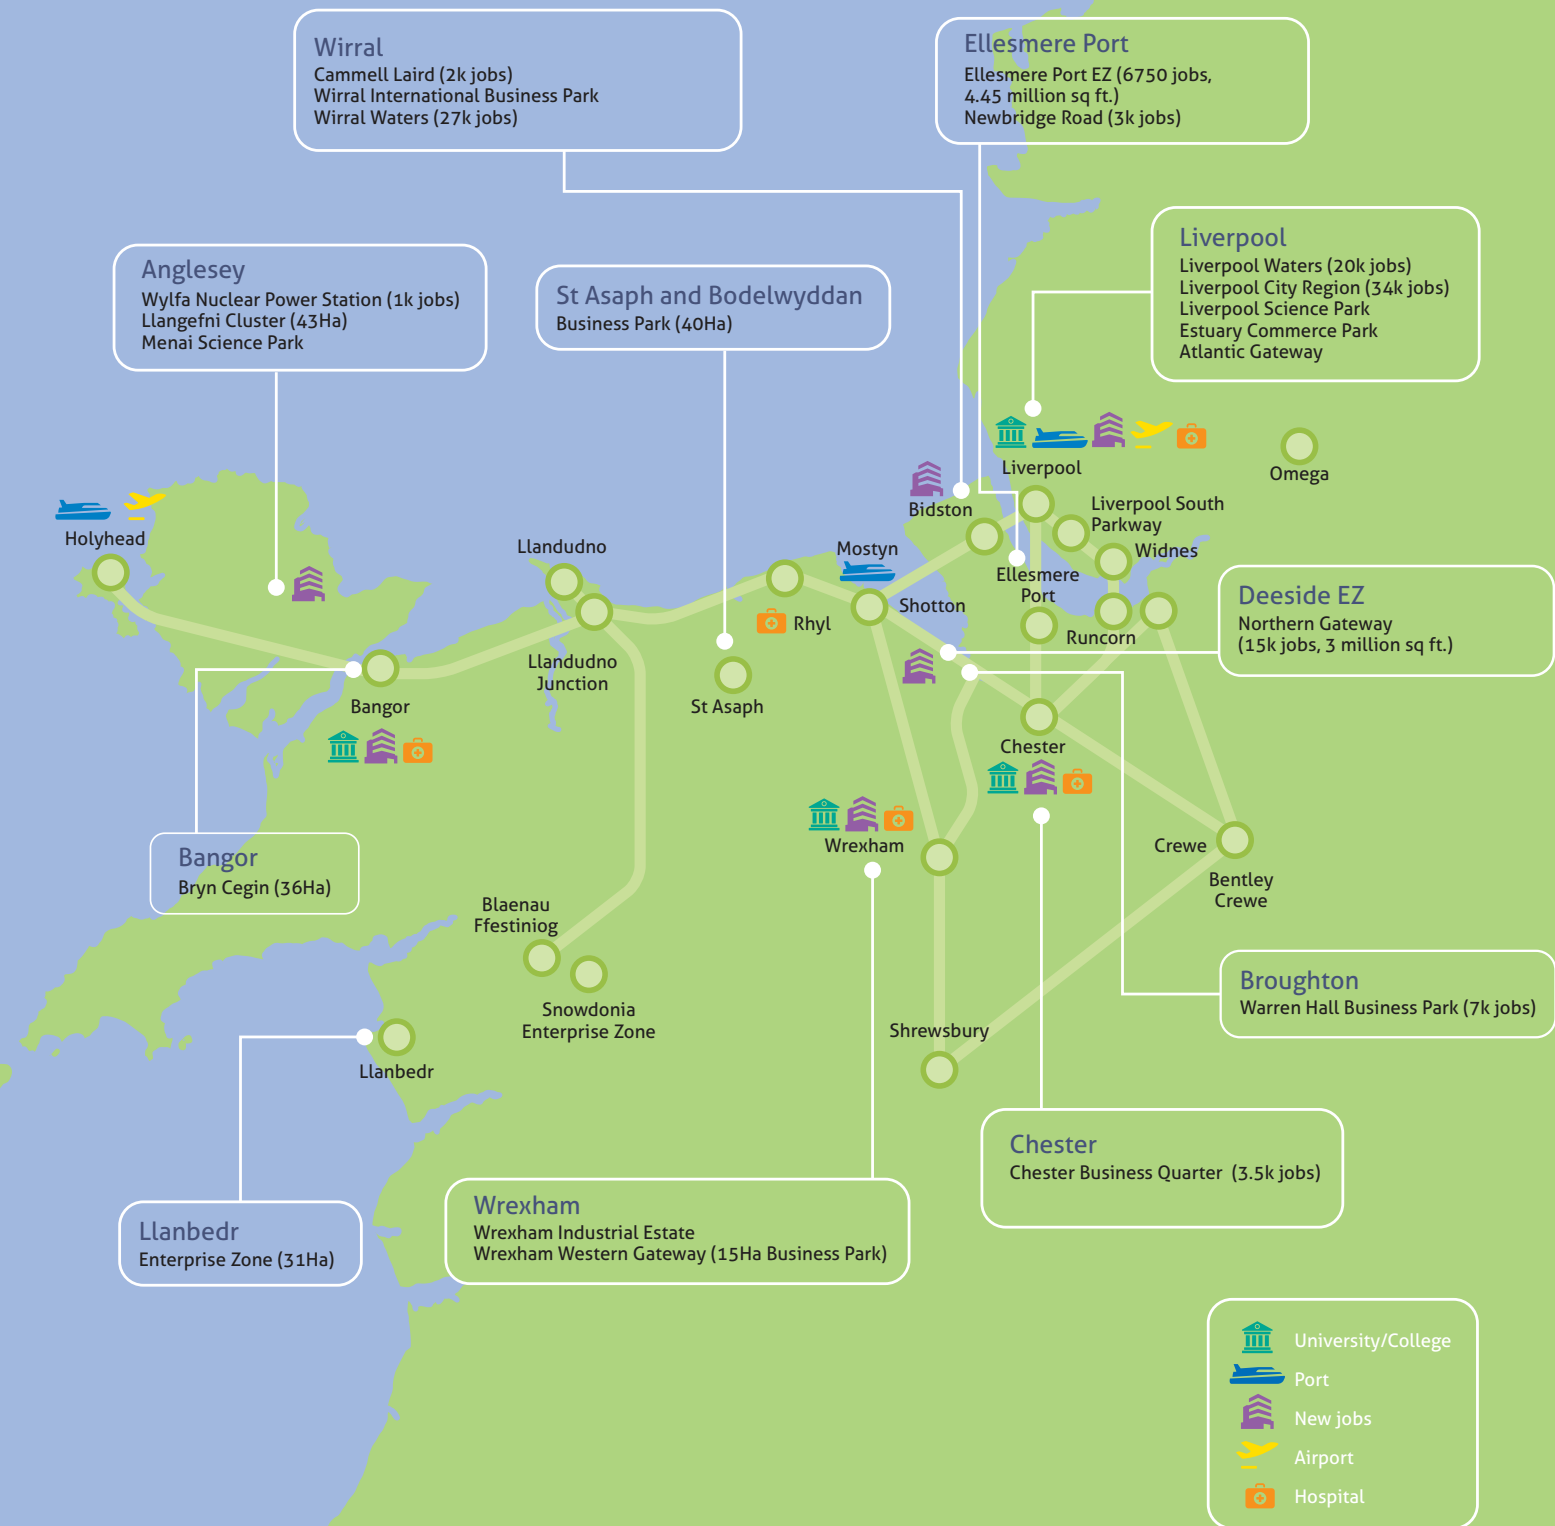 Wirral
Cammell Laird (2k jobs)
Wirral International Business Park
Wirral Waters (27k jobs)
Ellesmere Port
Ellesmere Port EZ (6750 jobs,
4.45 million sq ft.)
Newbridge Road (3k jobs)
Liverpool
Liverpool Waters (20k jobs)
Liverpool City Region (34k jobs)
Liverpool Science Park
Estuary Commerce Park
Atlantic Gateway
Anglesey
Wylfa Nuclear Power Station (1k jobs)
Llangefni Cluster (43Ha)
Menai Science Park
St Asaph and Bodelwyddan
Business Park (40Ha)
Liverpool
Omega
Bidston
Liverpool South
Parkway
Holyhead
Llandudno
Mostyn
Widnes
Ellesmere
Port
Shotton
Rhyl
Runcorn
Deeside EZ
Northern Gateway
(15k jobs, 3 million sq ft.)
Llandudno
Junction
Bangor
St Asaph
Chester
Wrexham
Crewe
Bentley
Crewe
Bangor
Bryn Cegin (36Ha)
Blaenau
Ffestiniog
Snowdonia
Enterprise Zone
Broughton
Warren Hall Business Park (7k jobs)
Shrewsbury
Llanbedr
Chester
Chester Business Quarter (3.5k jobs)
Wrexham
Wrexham Industrial Estate
Wrexham Western Gateway (15Ha Business Park)
Llanbedr
Enterprise Zone (31Ha)
University/College
Port
New jobs
Airport
Hospital